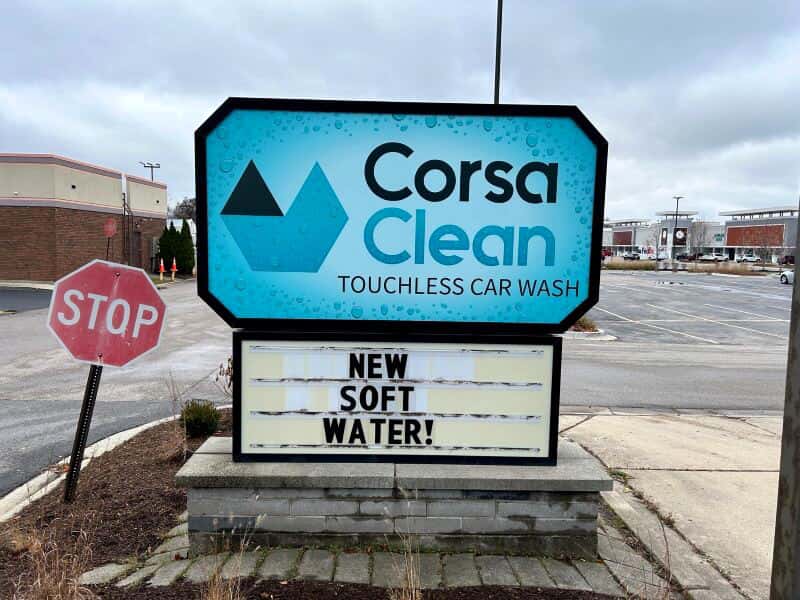 STOP
Corsa
Clean
TOUCHLESS CAR WASH
NEW
SOFT
WATER!